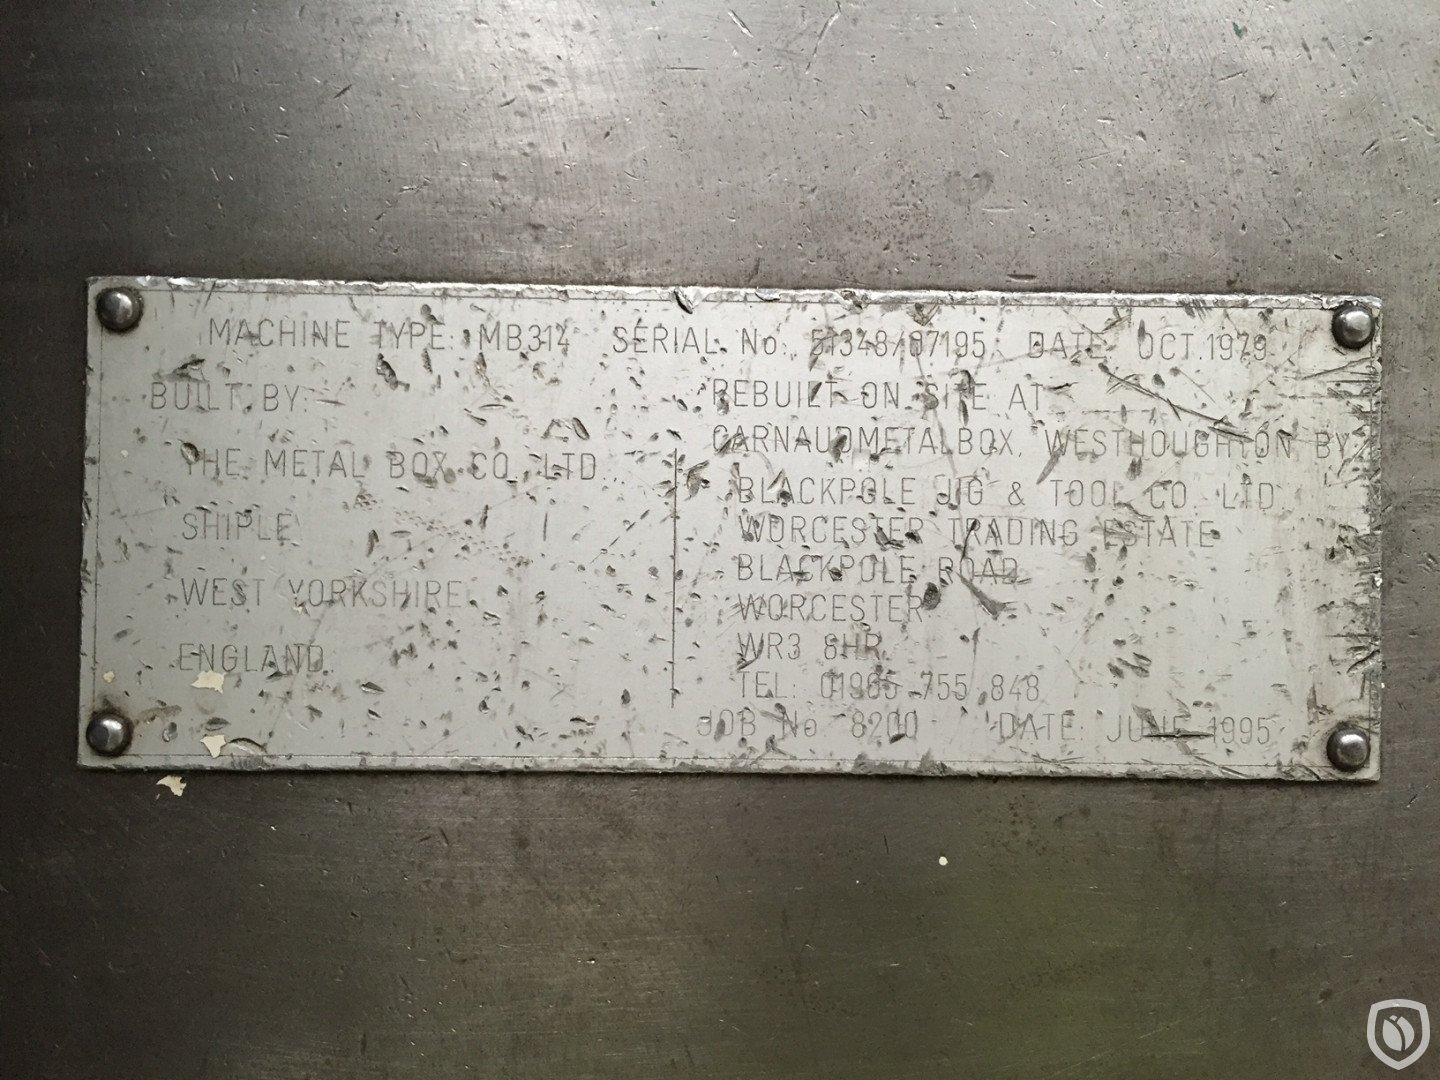 MACHINE TYPE: MB314 SERIAL No. 51348/87195 DATE OCT.1979
BUILT BY:
THE METAL BOX CO. LTD
SHIPLE
WEST YORKSHIRE
ENGLAND.
REBUILT ON SITE AT
CARNAUDMETALBOX, WESTHOUGHTON BY
BLACKPOLE JIG & TOOL CO. LTD
WORCESTER TRADING ESTATE
BLACKPOLE ROAD
WORCESTER
WR3 8HR
TEL: 01905 755 848
JOB No 8200 DATE: JUNE 1995